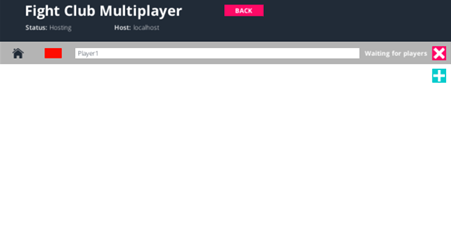 Fight Club Multiplayer
BACK
Status: Hosting
Host: localhost
Player1
Waiting for players